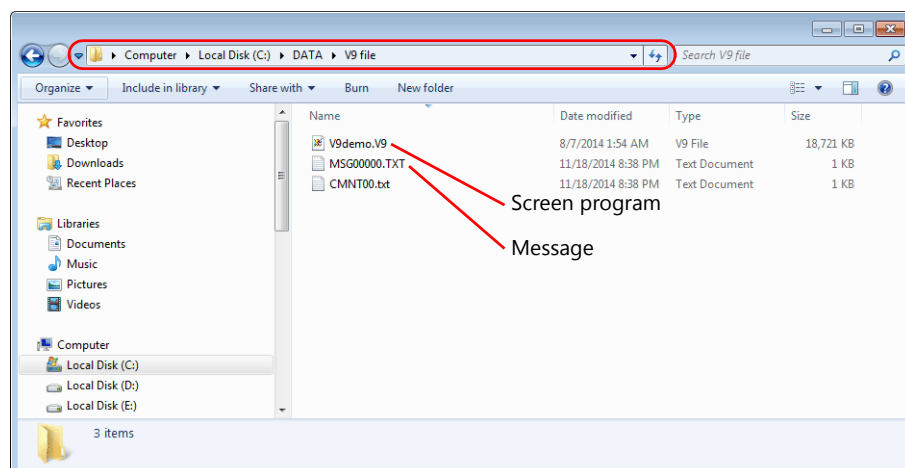 Computer ▸ Local Disk (C:) ▸ DATA ▸ V9 file
Search V9 file
Organize ▾ Include in library ▾ Share with ▾ Burn New folder
Name Date modified Type Size
Favorites
Desktop
Downloads
Recent Places
Libraries
Documents
Music
Pictures
Videos
Computer
Local Disk (C:)
Local Disk (D:)
Local Disk (E:)
V9demo.V9 8/7/2014 1:54 AM V9 File 18,721 KB
MSG00000.TXT 11/18/2014 8:38 PM Text Document 1 KB
CMNT00.txt 11/18/2014 8:38 PM Text Document 1 KB
Screen program
Message
3 items